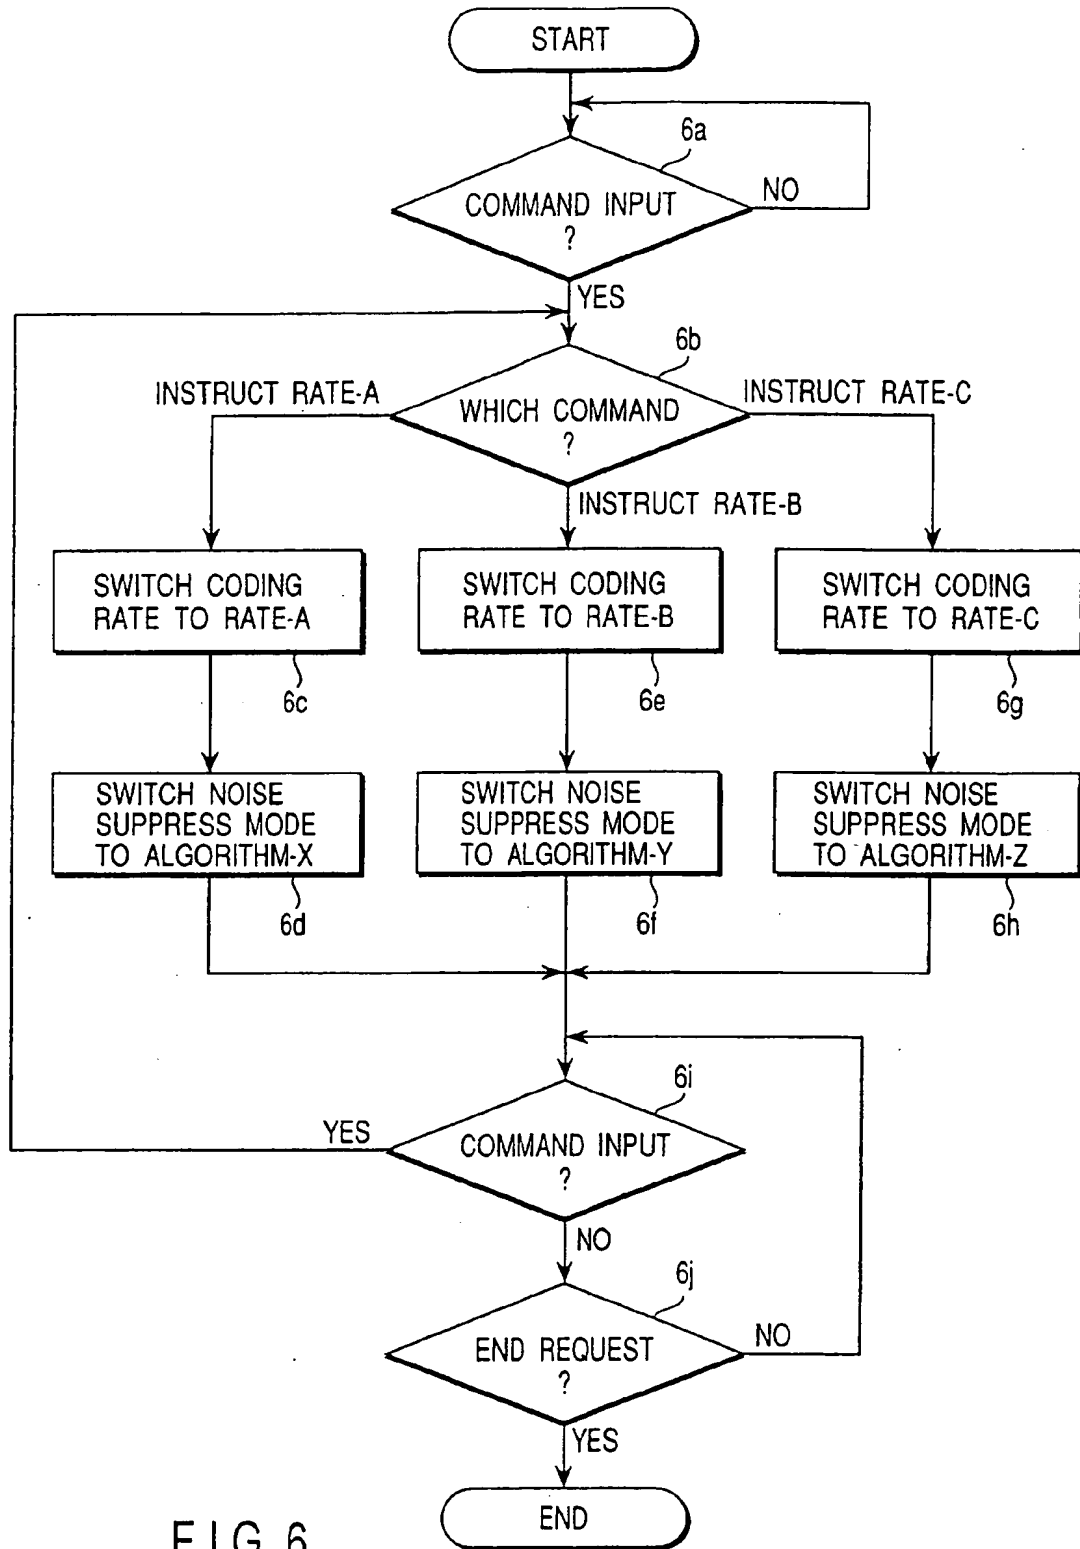 START
6a
COMMAND INPUT
?
NO
YES
6b
INSTRUCT RATE-A
INSTRUCT RATE-C
WHICH COMMAND
?
INSTRUCT RATE-B
SWITCH CODING
RATE TO RATE-A
SWITCH CODING
RATE TO RATE-B
SWITCH CODING
RATE TO RATE-C
6c
6e
6g
SWITCH NOISE
SUPPRESS MODE
TO ALGORITHM-X
SWITCH NOISE
SUPPRESS MODE
TO ALGORITHM-Y
SWITCH NOISE
SUPPRESS MODE
TO ALGORITHM-Z
6d
6f
6h
6i
YES
COMMAND INPUT
?
NO
6j
END REQUEST
?
NO
YES
END
FIG. 6